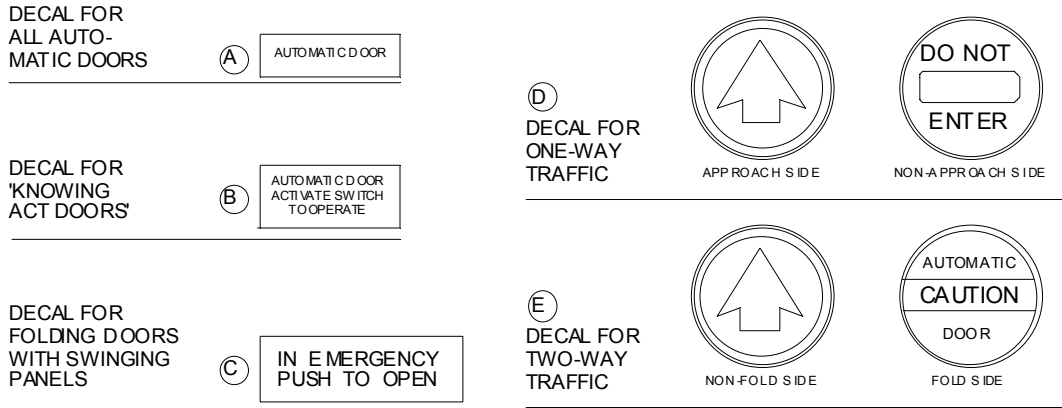 DECAL FOR
ALL AUTO-
MATIC DOORS
A
AUTOMATIC DOOR
DECAL FOR
'KNOWING
ACT DOORS'
B
AUTOMATIC DOOR
ACTIVATE SWITCH
TO OPERATE
DECAL FOR
FOLDING DOORS
WITH SWINGING
PANELS
C
IN EMERGENCY
PUSH TO OPEN
D
DECAL FOR
ONE-WAY
TRAFFIC
APPROACH SIDE
DO NOT
ENTER
NON-APPROACH SIDE
E
DECAL FOR
TWO-WAY
TRAFFIC
NON-FOLD SIDE
AUTOMATIC
CAUTION
DOOR
FOLD SIDE